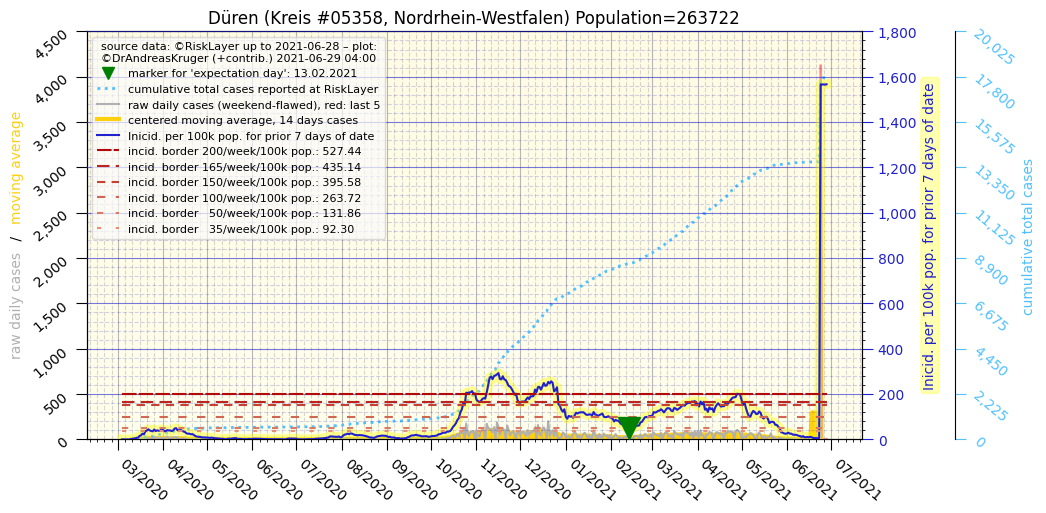 Düren (Kreis #05358, Nordrhein-Westfalen) Population=263722
source data: ©RiskLayer up to 2021-06-28 – plot:
©DrAndreasKruger (+contrib.) 2021-06-29 04:00
marker for 'expectation day': 13.02.2021
cumulative total cases reported at RiskLayer
raw daily cases (weekend-flawed), red: last 5
centered moving average, 14 days cases
Inicid. per 100k pop. for prior 7 days of date
incid. border 200/week/100k pop.: 527.44
incid. border 165/week/100k pop.: 435.14
incid. border 150/week/100k pop.: 395.58
incid. border 100/week/100k pop.: 263.72
incid. border 50/week/100k pop.: 131.86
incid. border 35/week/100k pop.: 92.30
raw daily cases / moving average
4,500
4,000
3,500
3,000
2,500
2,000
1,500
1,000
500
0
03/2020
04/2020
05/2020
06/2020
07/2020
08/2020
09/2020
10/2020
11/2020
12/2020
01/2021
02/2021
03/2021
04/2021
05/2021
06/2021
07/2021
1,800
1,600
1,400
1,200
1,000
800
600
400
200
0
Inicid. per 100k pop. for prior 7 days of date
20,025
17,800
15,575
13,350
11,125
8,900
6,675
4,450
2,225
0
cumulative total cases